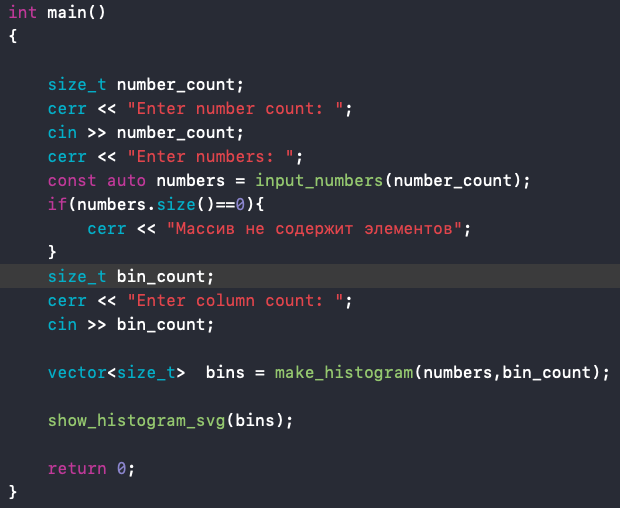 int main()
{
size_t number_count;
cerr << "Enter number count: ";
cin >> number_count;
cerr << "Enter numbers: ";
const auto numbers = input_numbers(number_count);
if(numbers.size()==0){
cerr << "Массив не содержит элементов";
}
size_t bin_count;
cerr << "Enter column count: ";
cin >> bin_count;
vector<size_t>  bins = make_histogram(numbers,bin_count);
show_histogram_svg(bins);
return 0;
}